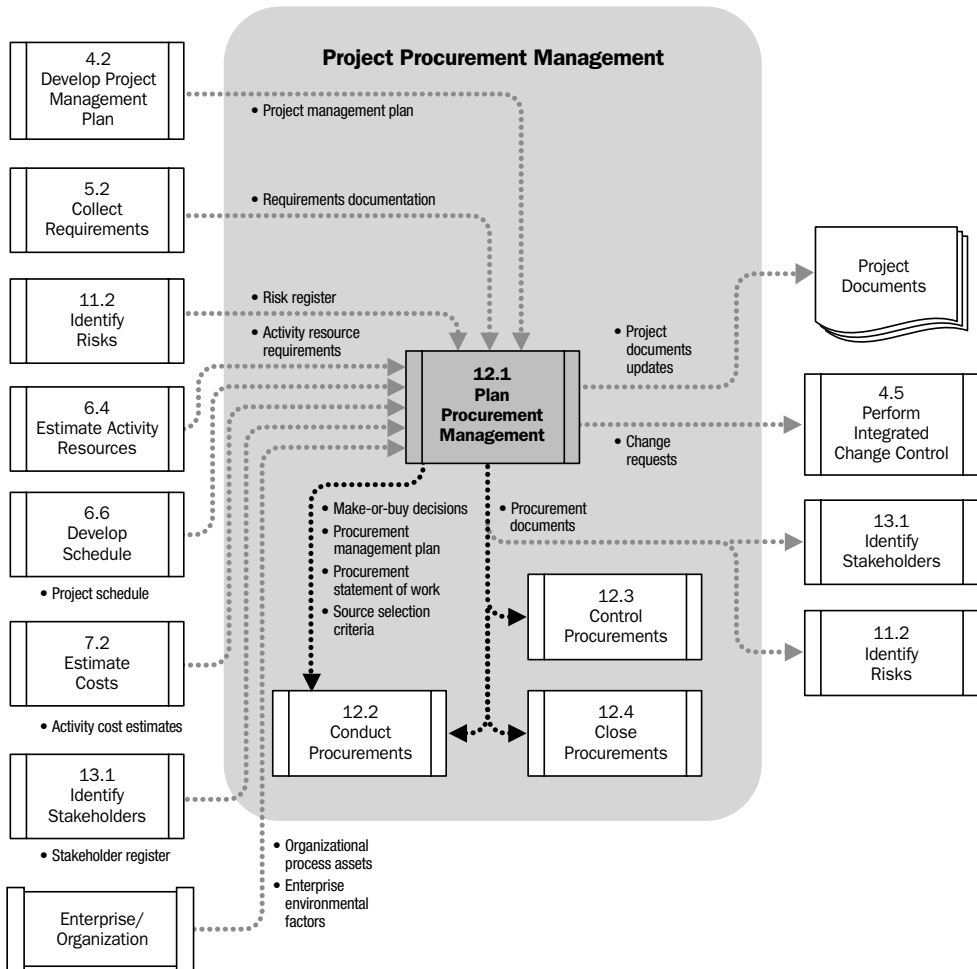 Project Procurement Management
4.2
Develop Project
Management
Plan
• Project management plan
5.2
Collect
Requirements
• Requirements documentation
11.2
Identify
Risks
• Risk register
• Activity resource
requirements
6.4
Estimate Activity
Resources
6.6
Develop
Schedule
• Project schedule
7.2
Estimate
Costs
• Activity cost estimates
13.1
Identify
Stakeholders
• Stakeholder register
Enterprise/
Organization
• Organizational
process assets
• Enterprise
environmental
factors
12.1
Plan
Procurement
Management
• Make-or-buy decisions
• Procurement
management plan
• Procurement
statement of work
• Source selection
criteria
• Procurement
documents
12.2
Conduct
Procurements
12.3
Control
Procurements
12.4
Close
Procurements
• Project
documents
updates
• Change
requests
Project
Documents
4.5
Perform
Integrated
Change Control
13.1
Identify
Stakeholders
11.2
Identify
Risks